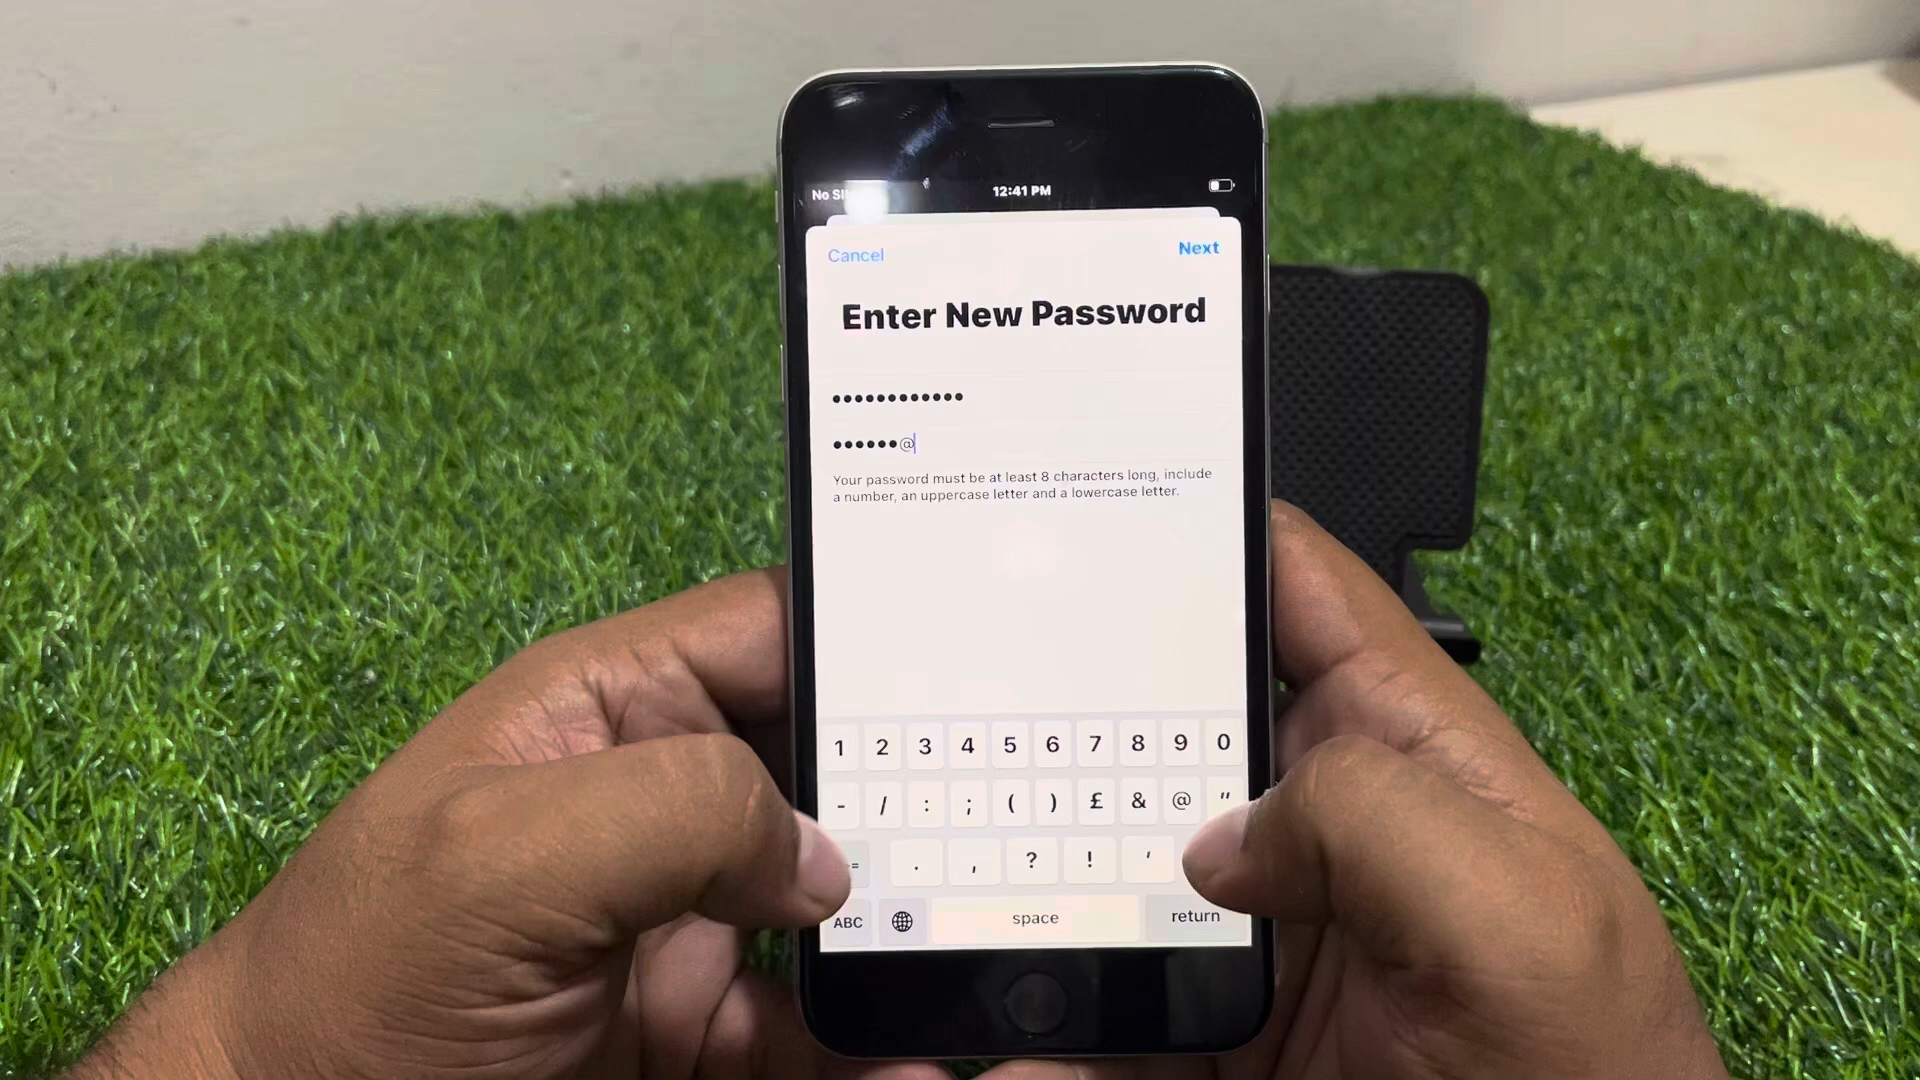 No SI
12:41 PM
Cancel
Next
Enter New Password
••••••••••••
••••••@
Your password must be at least 8 characters long, include
a number, an uppercase letter and a lowercase letter.
1 2 3 4 5 6 7 8 9 0
- / : ; ( ) £ & @ "
. , ? ! '
ABC space return